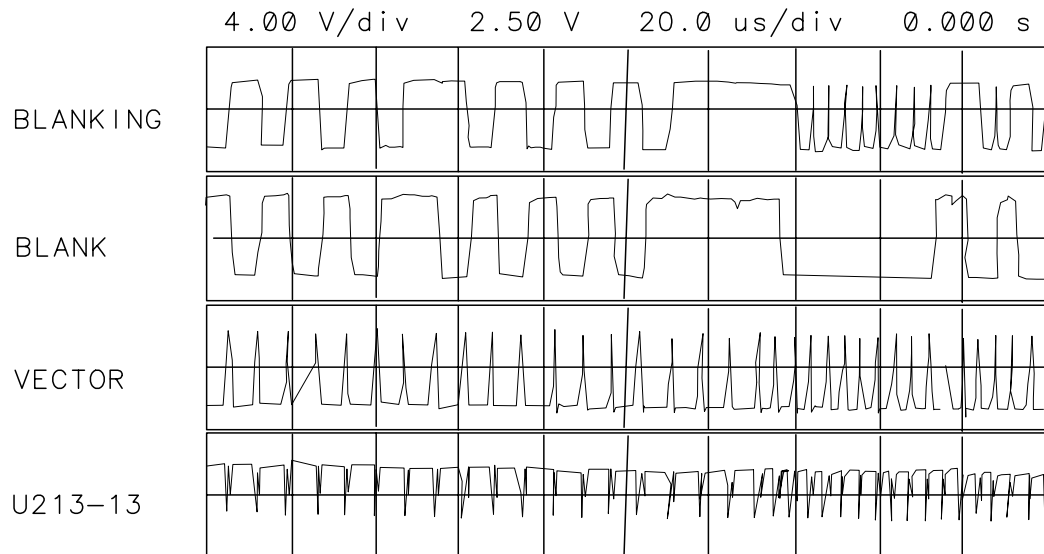 4.00 V/div 2.50 V 20.0 us/div 0.000 s
BLANKING
BLANK
VECTOR
U213-13